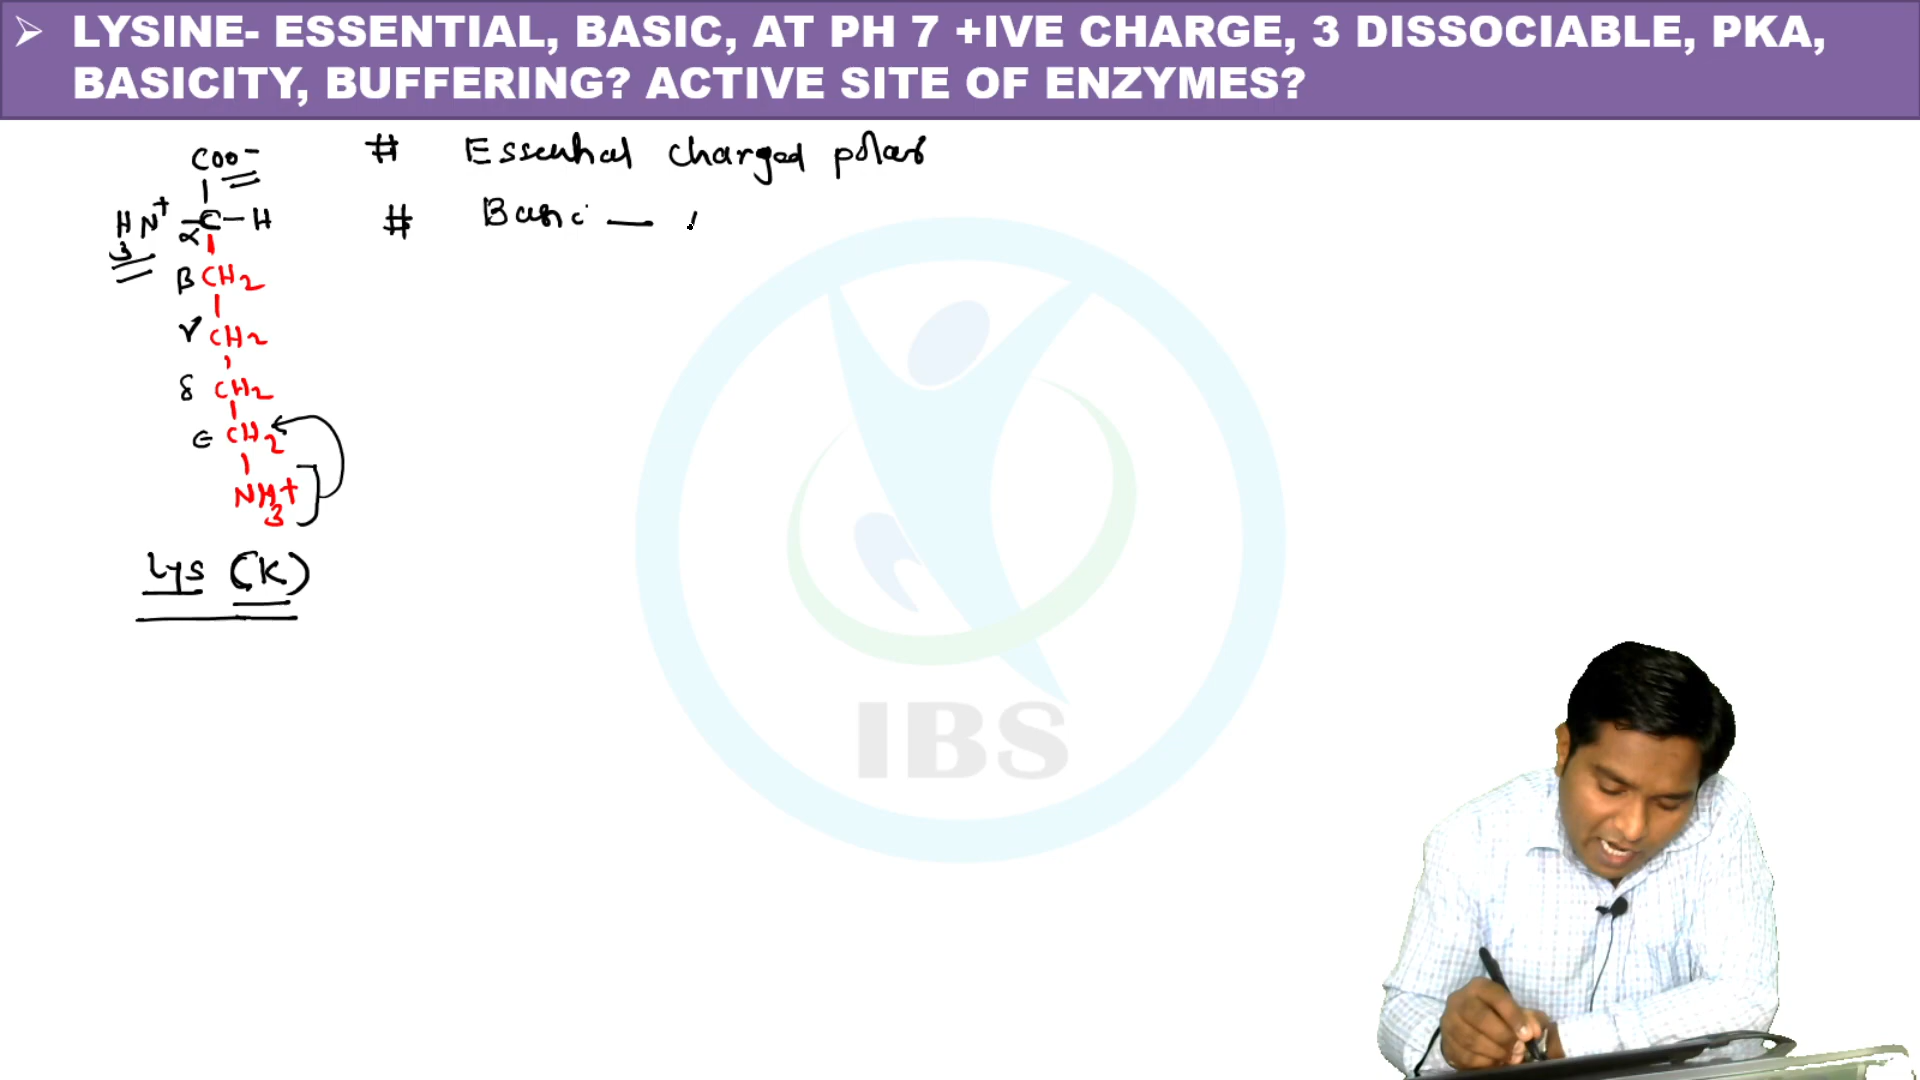 ➤ LYSINE- ESSENTIAL, BASIC, AT PH 7 +IVE CHARGE, 3 DISSOCIABLE, PKA,
BASICITY, BUFFERING? ACTIVE SITE OF ENZYMES?
COO⁻
# Essential charged polar
H₃N⁺ –C–H
α
# Basic —
β CH₂
γ CH₂
δ CH₂
ε CH₂
NH₃⁺
Lys (K)
IBS